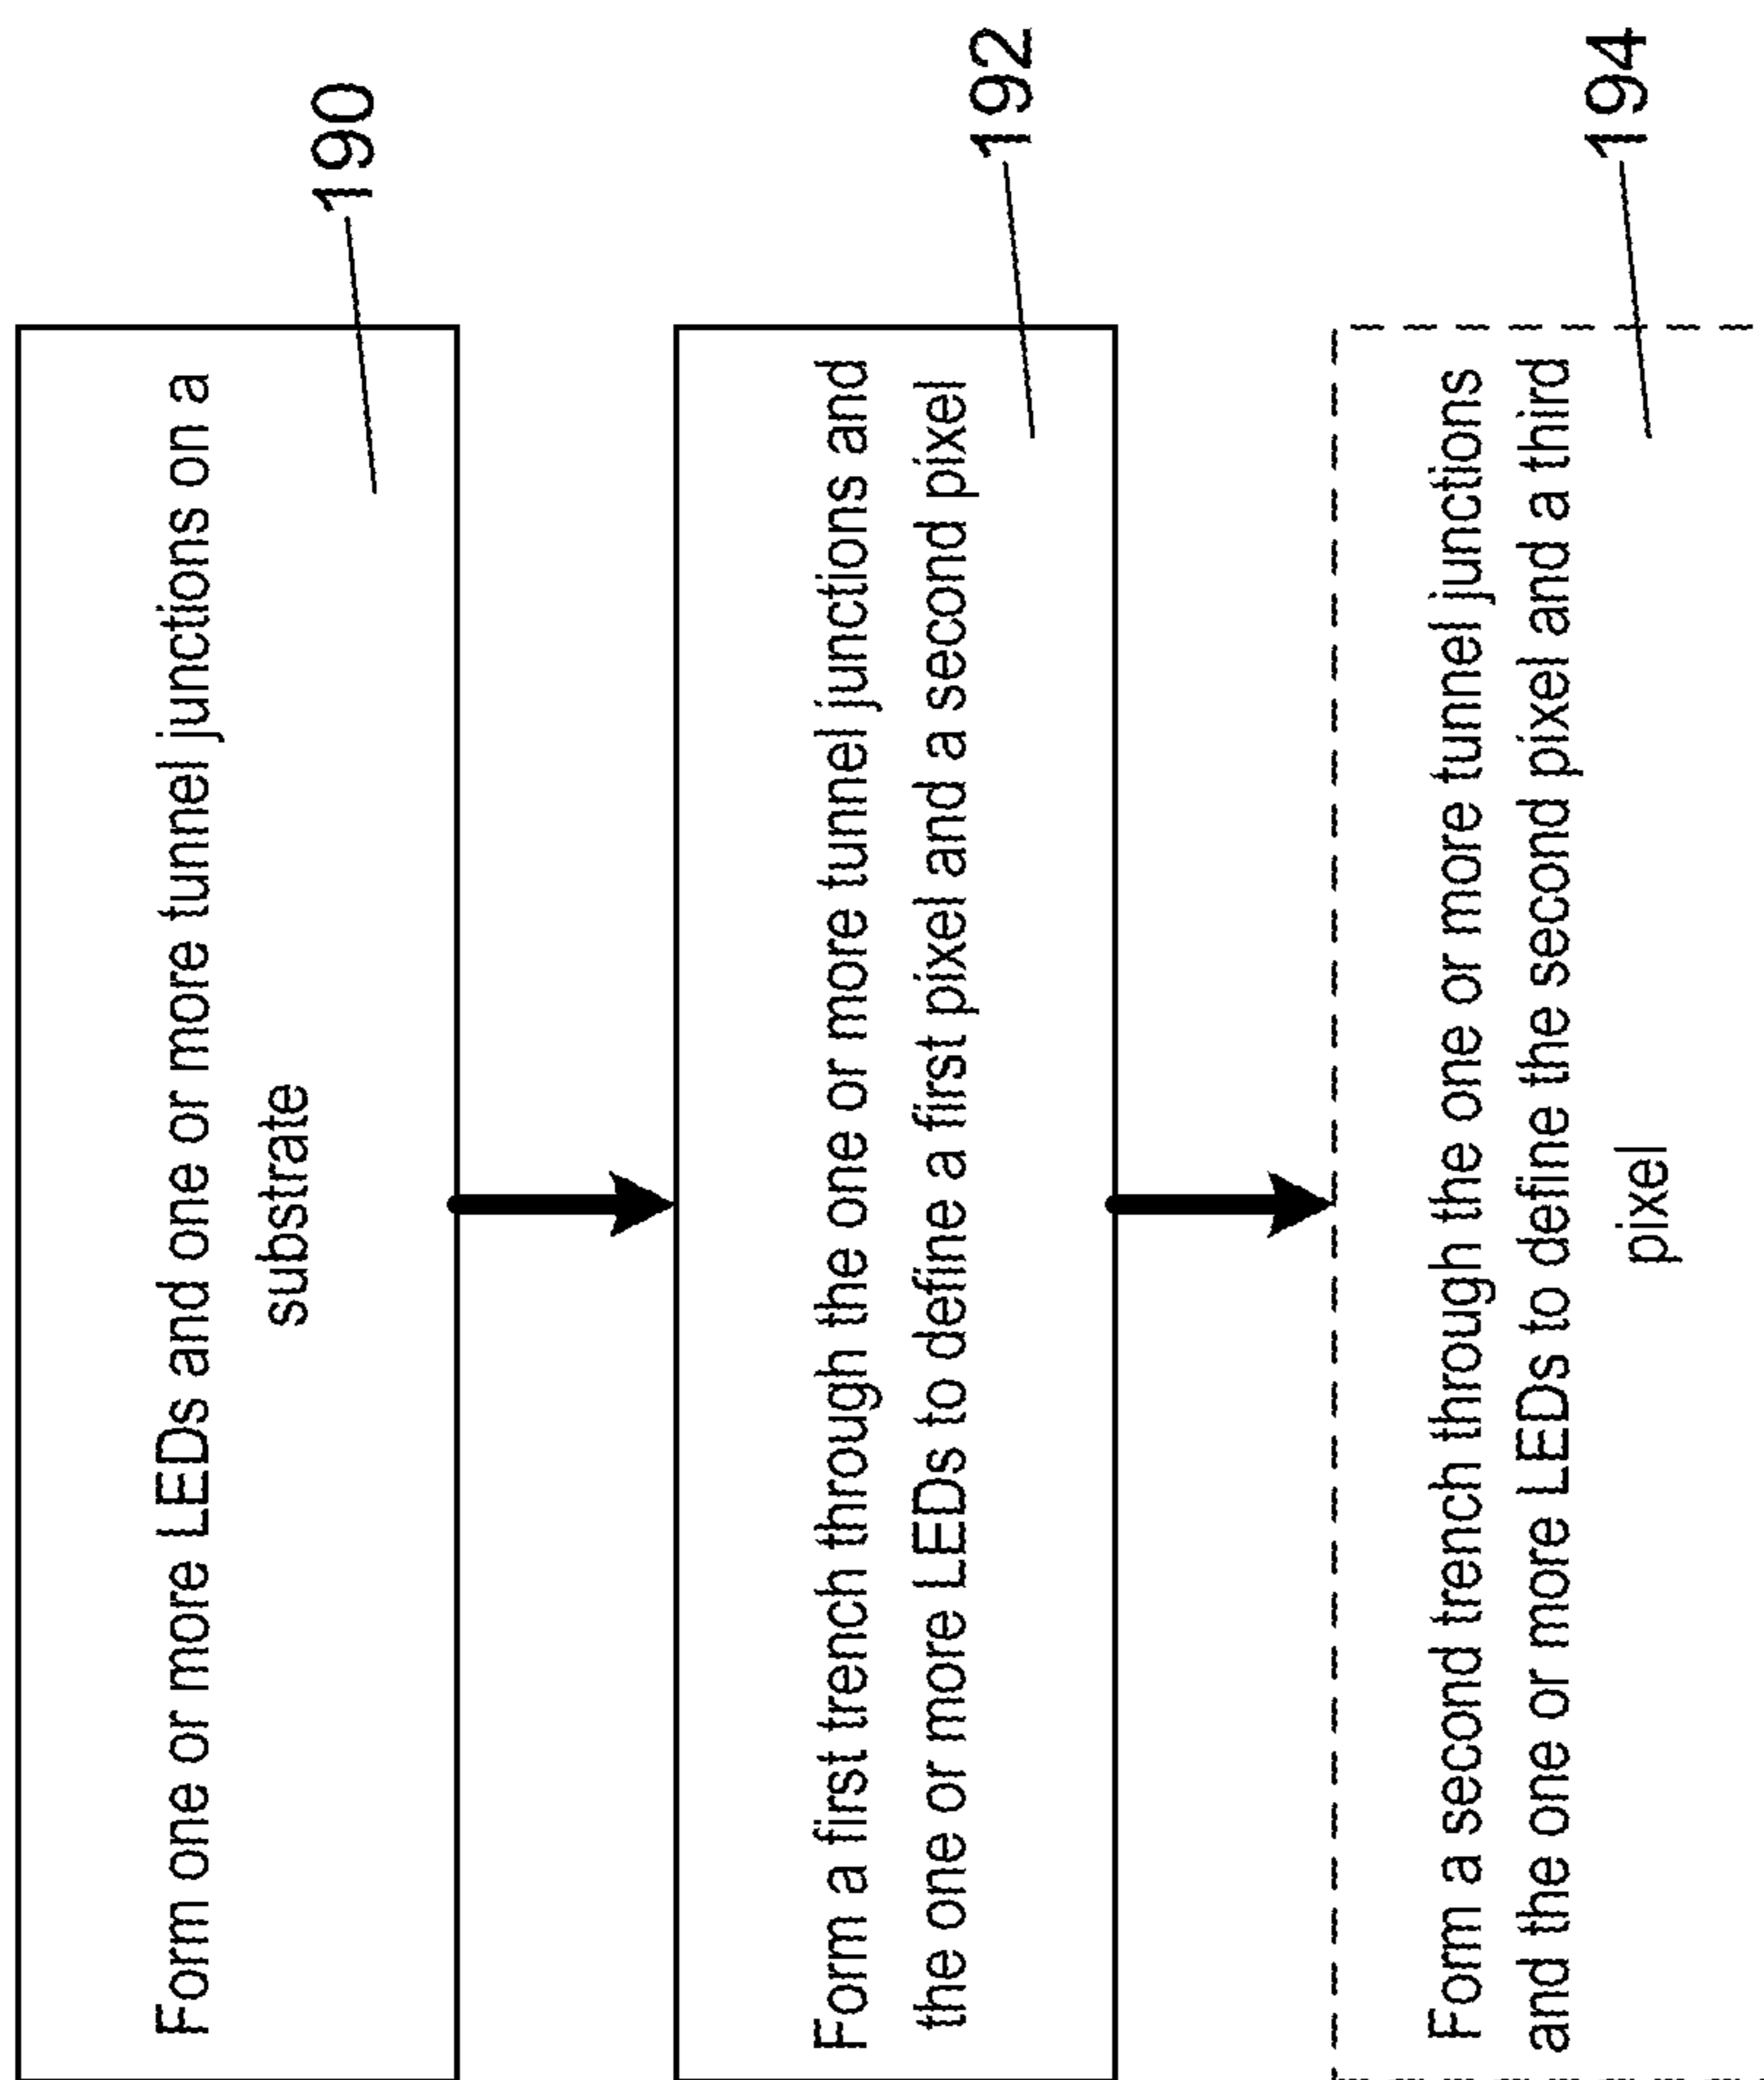 Form one or more LEDs and one or more tunnel junctions on a
substrate
190
Form a first trench through the one or more tunnel junctions and
the one or more LEDs to define a first pixel and a second pixel
192
Form a second trench through the one or more tunnel junctions
and the one or more LEDs to define the second pixel and a third
pixel
194